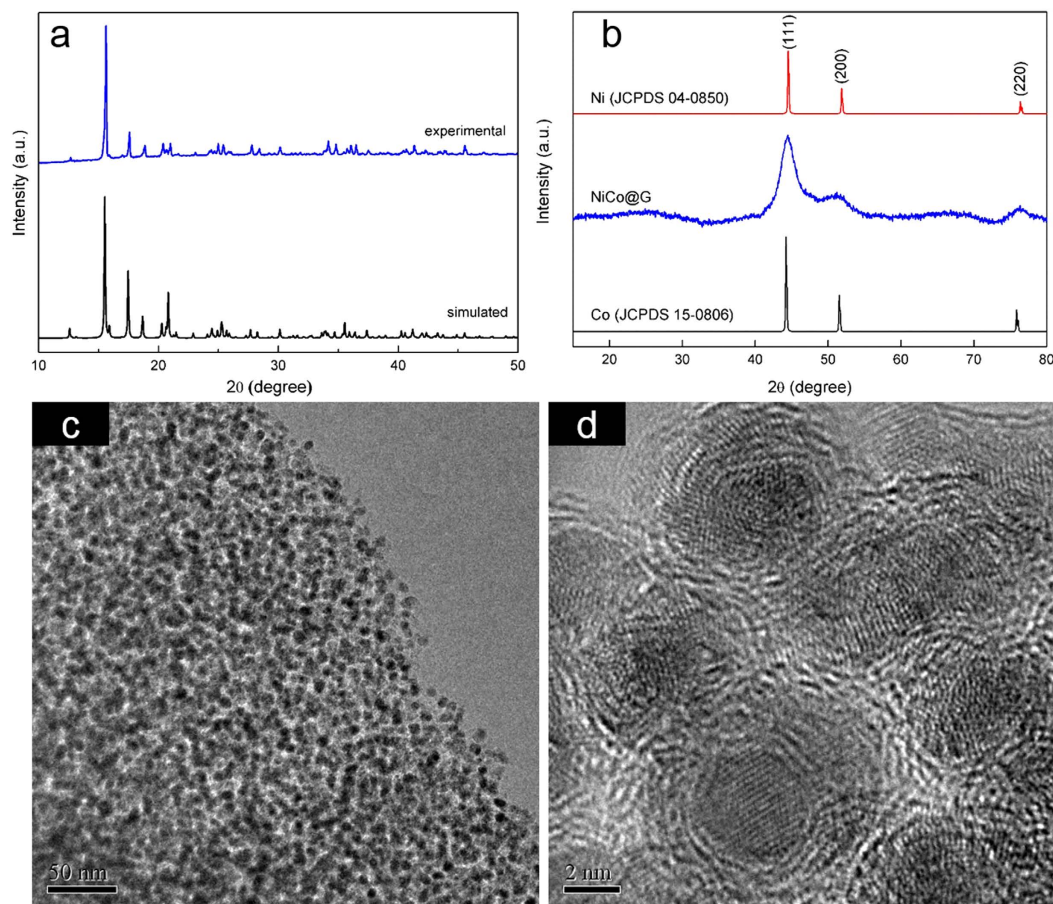 a
experimental
simulated
Intensity (a.u.)
10 20 30 40 50
2θ (degree)
b
(111)
(200)
(220)
Ni (JCPDS 04-0850)
NiCo@G
Co (JCPDS 15-0806)
Intensity (a.u.)
20 30 40 50 60 70 80
2θ (degree)
c
50 nm
d
2 nm